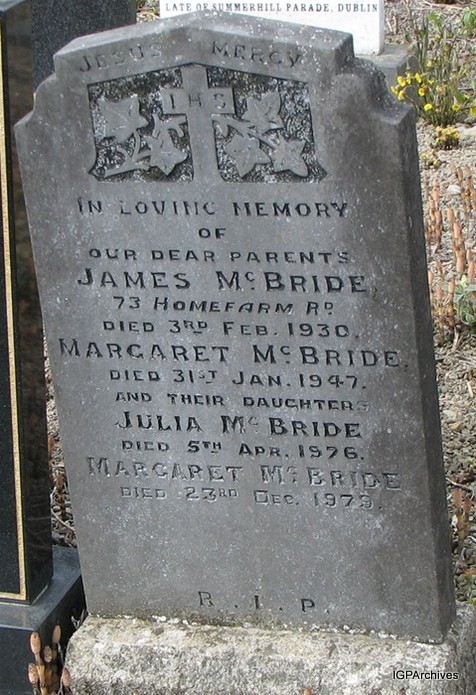 LATE OF SUMMERHILL PARADE, DUBLIN
JESUS MERCY
IHS
IN LOVING MEMORY
OF
OUR DEAR PARENTS
JAMES McBRIDE,
73 HOMEFARM RD
DIED 3RD FEB. 1930.
MARGARET McBRIDE.
DIED 31ST JAN. 1947.
AND THEIR DAUGHTERS
JULIA McBRIDE
DIED 5TH APR. 1976.
MARGARET McBRIDE
DIED 23RD DEC. 1979.
R. I. P.
IGPArchives